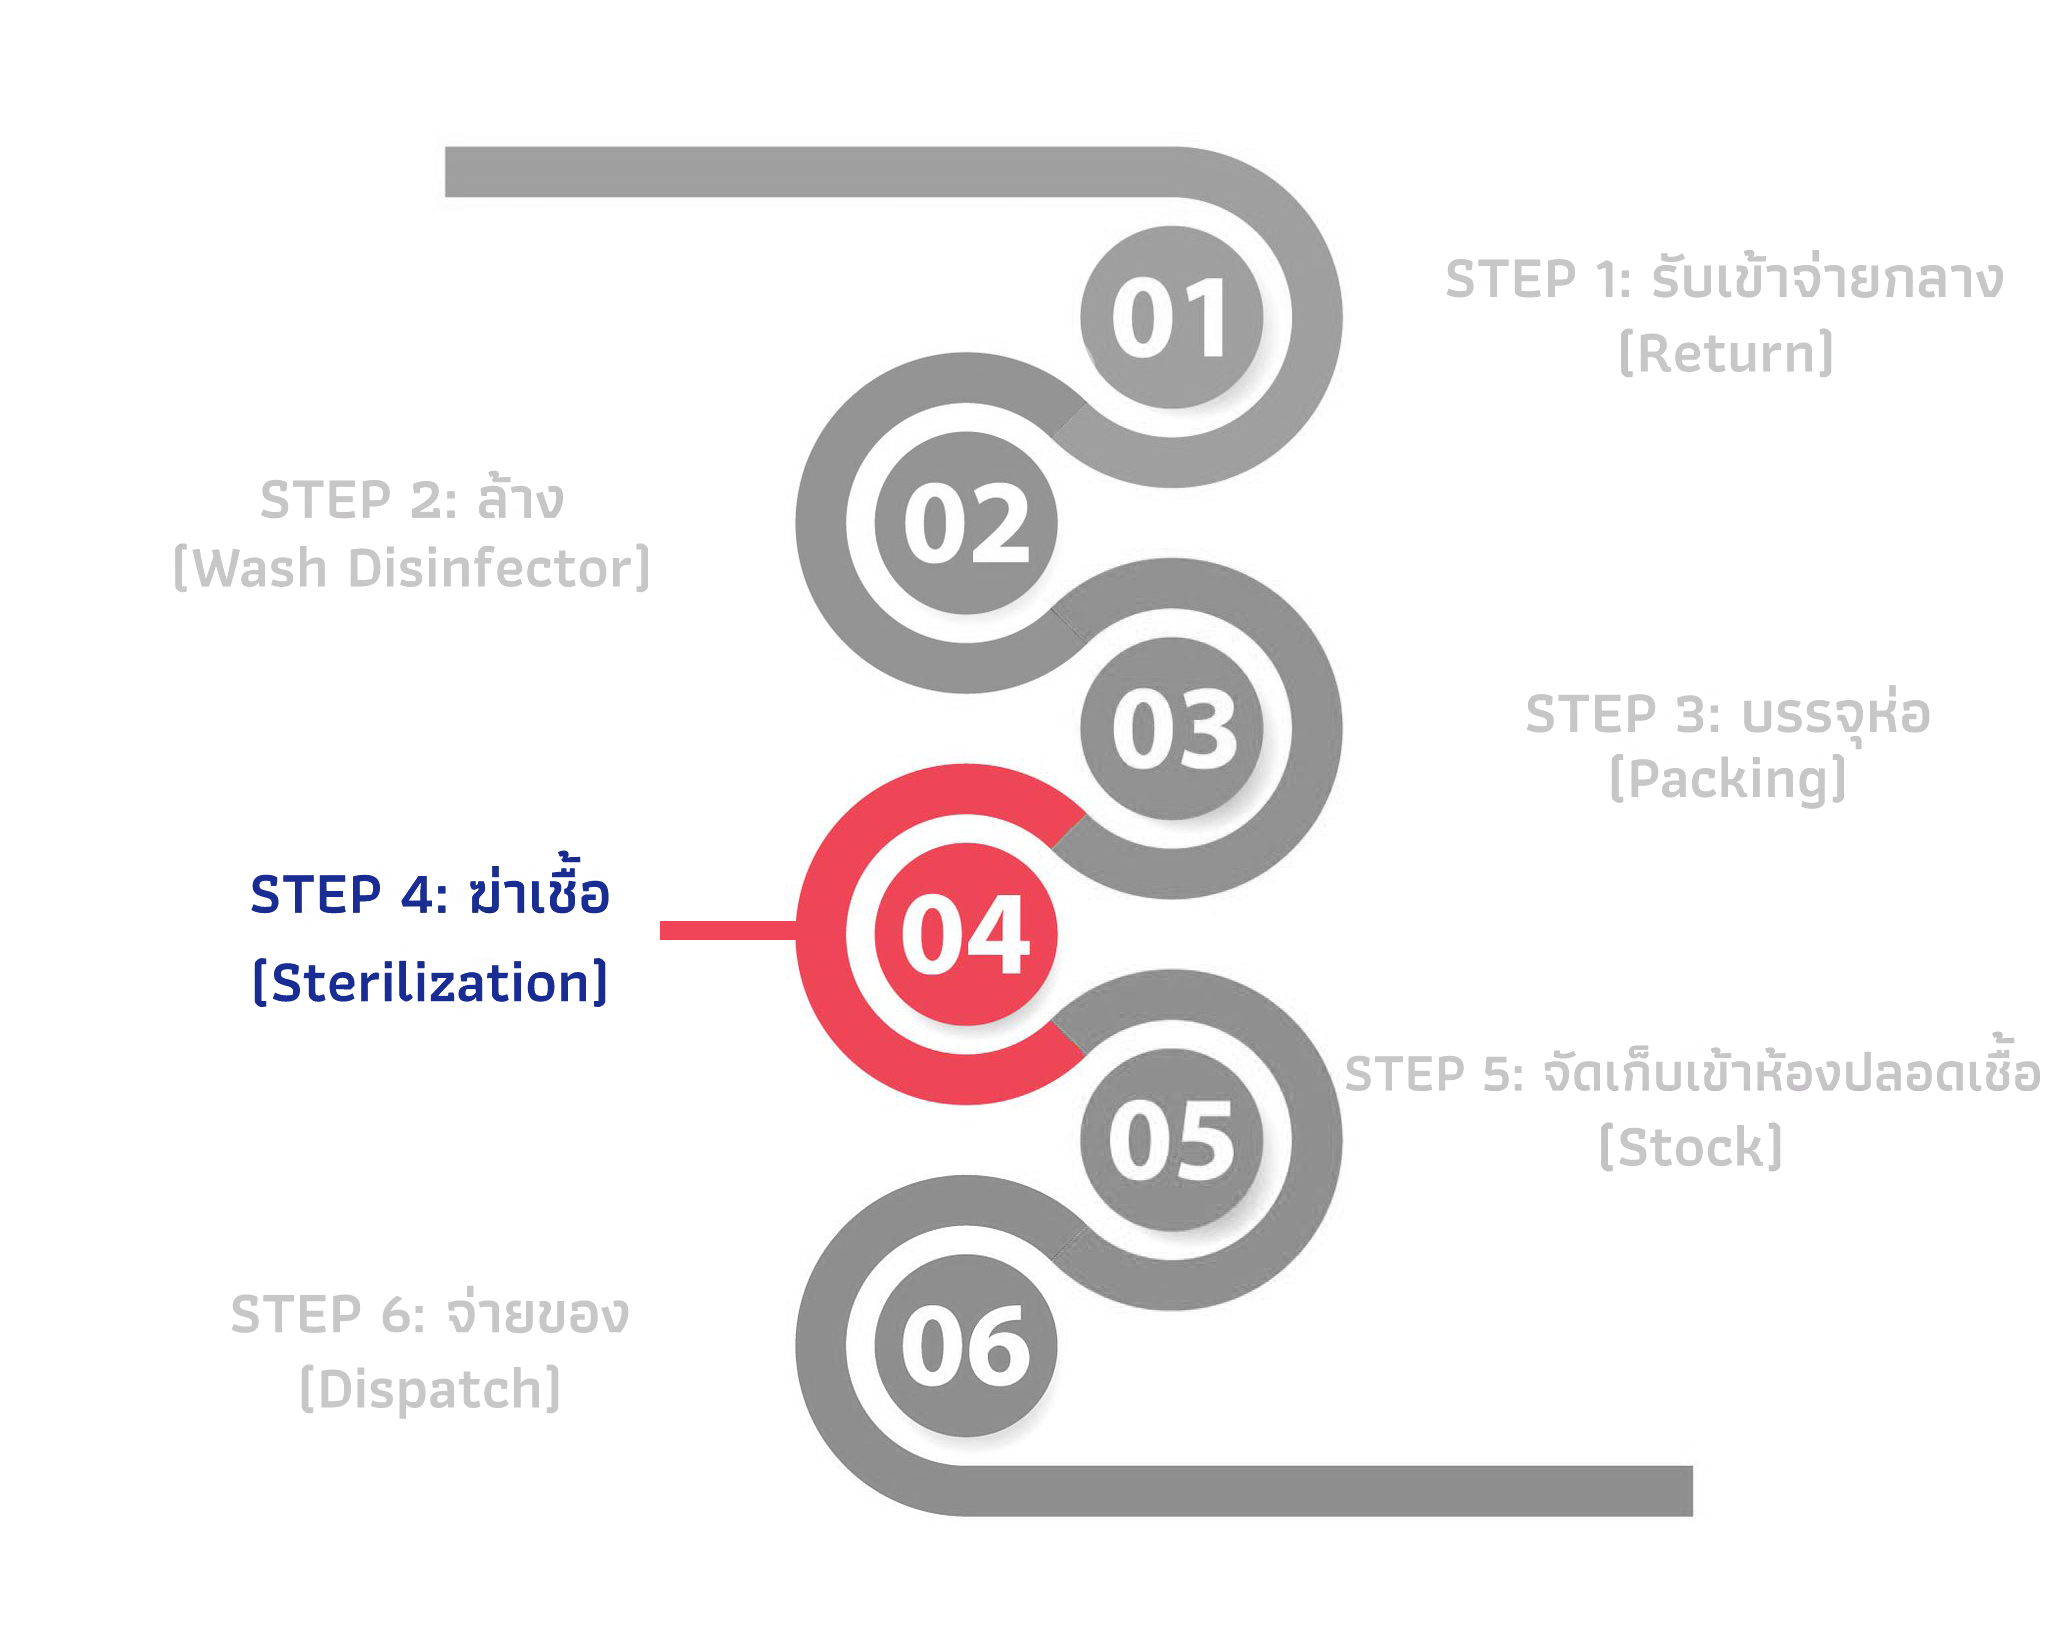 01
STEP 1: รับเข้าจ่ายกลาง
(Return)
02
STEP 2: ล้าง
(Wash Disinfector)
03
STEP 3: บรรจุห่อ
(Packing)
04
STEP 4: ฆ่าเชื้อ
(Sterilization)
05
STEP 5: จัดเก็บเข้าห้องปลอดเชื้อ
(Stock)
06
STEP 6: จ่ายของ
(Dispatch)